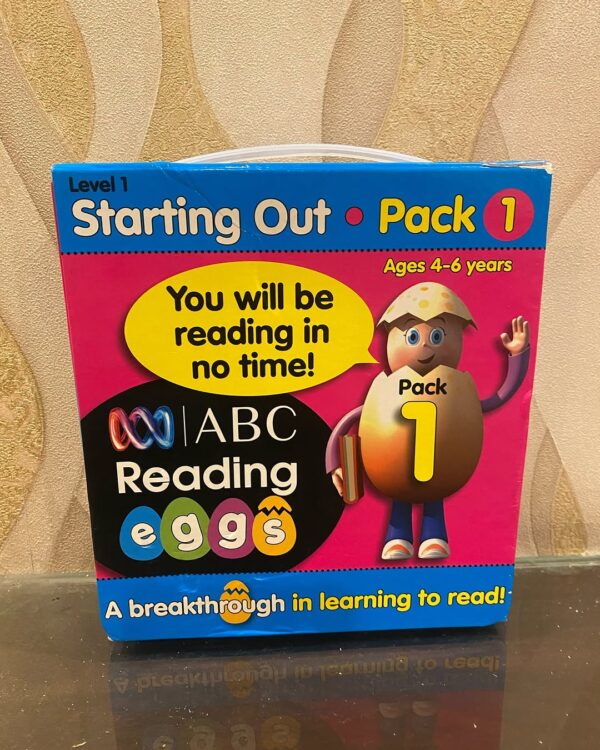 Level 1
Starting Out • Pack 1
Ages 4-6 years
You will be
reading in
no time!
Pack
1
ABC
Reading
eggs
A breakthrough in learning to read!